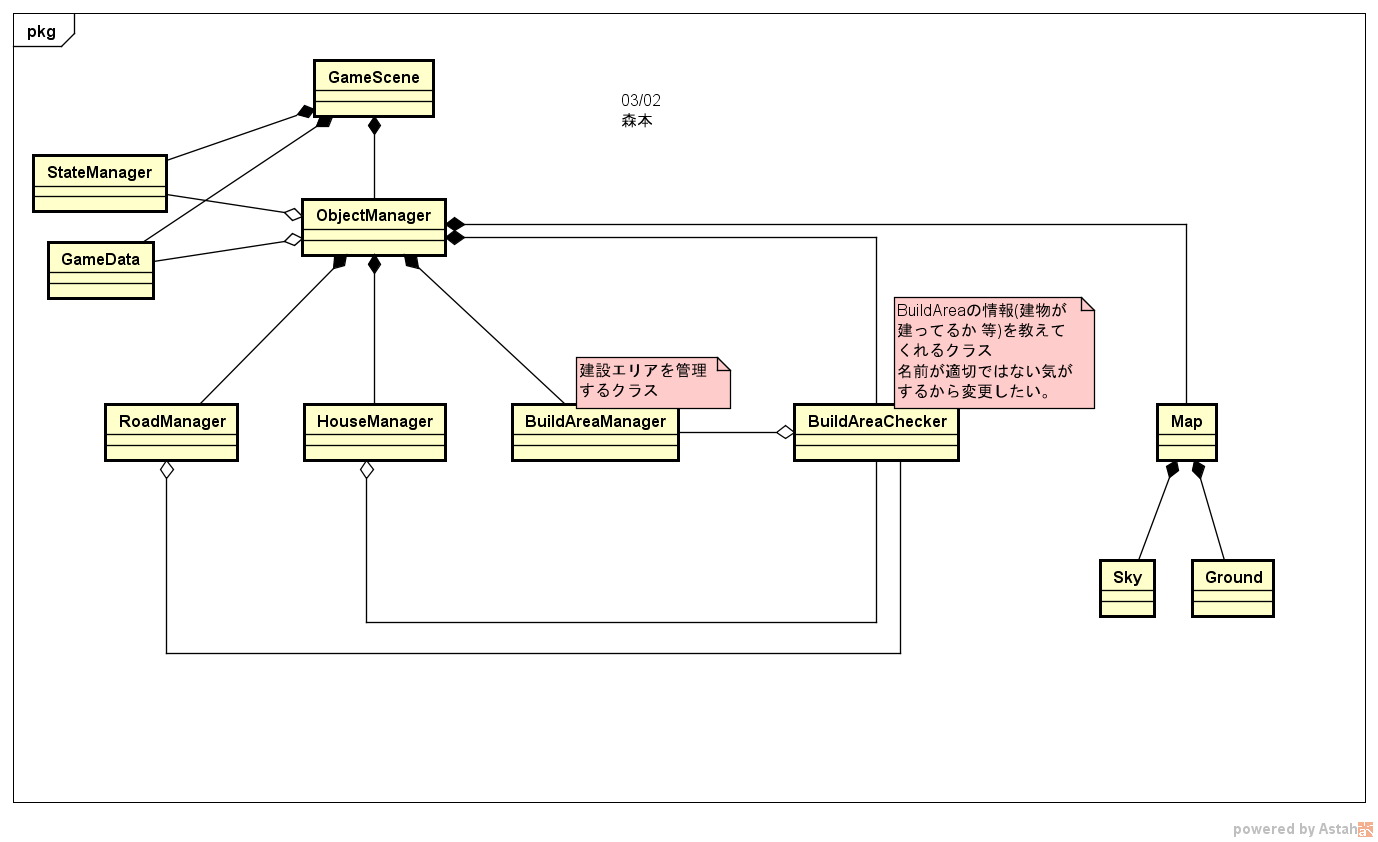 pkg
GameScene
03/02
森本
StateManager
ObjectManager
GameData
BuildAreaの情報(建物が
建ってるか 等)を教えて
くれるクラス
名前が適切ではない気が
するから変更したい。
建設エリアを管理
するクラス
RoadManager
HouseManager
BuildAreaManager
BuildAreaChecker
Map
Sky
Ground
powered by Astah